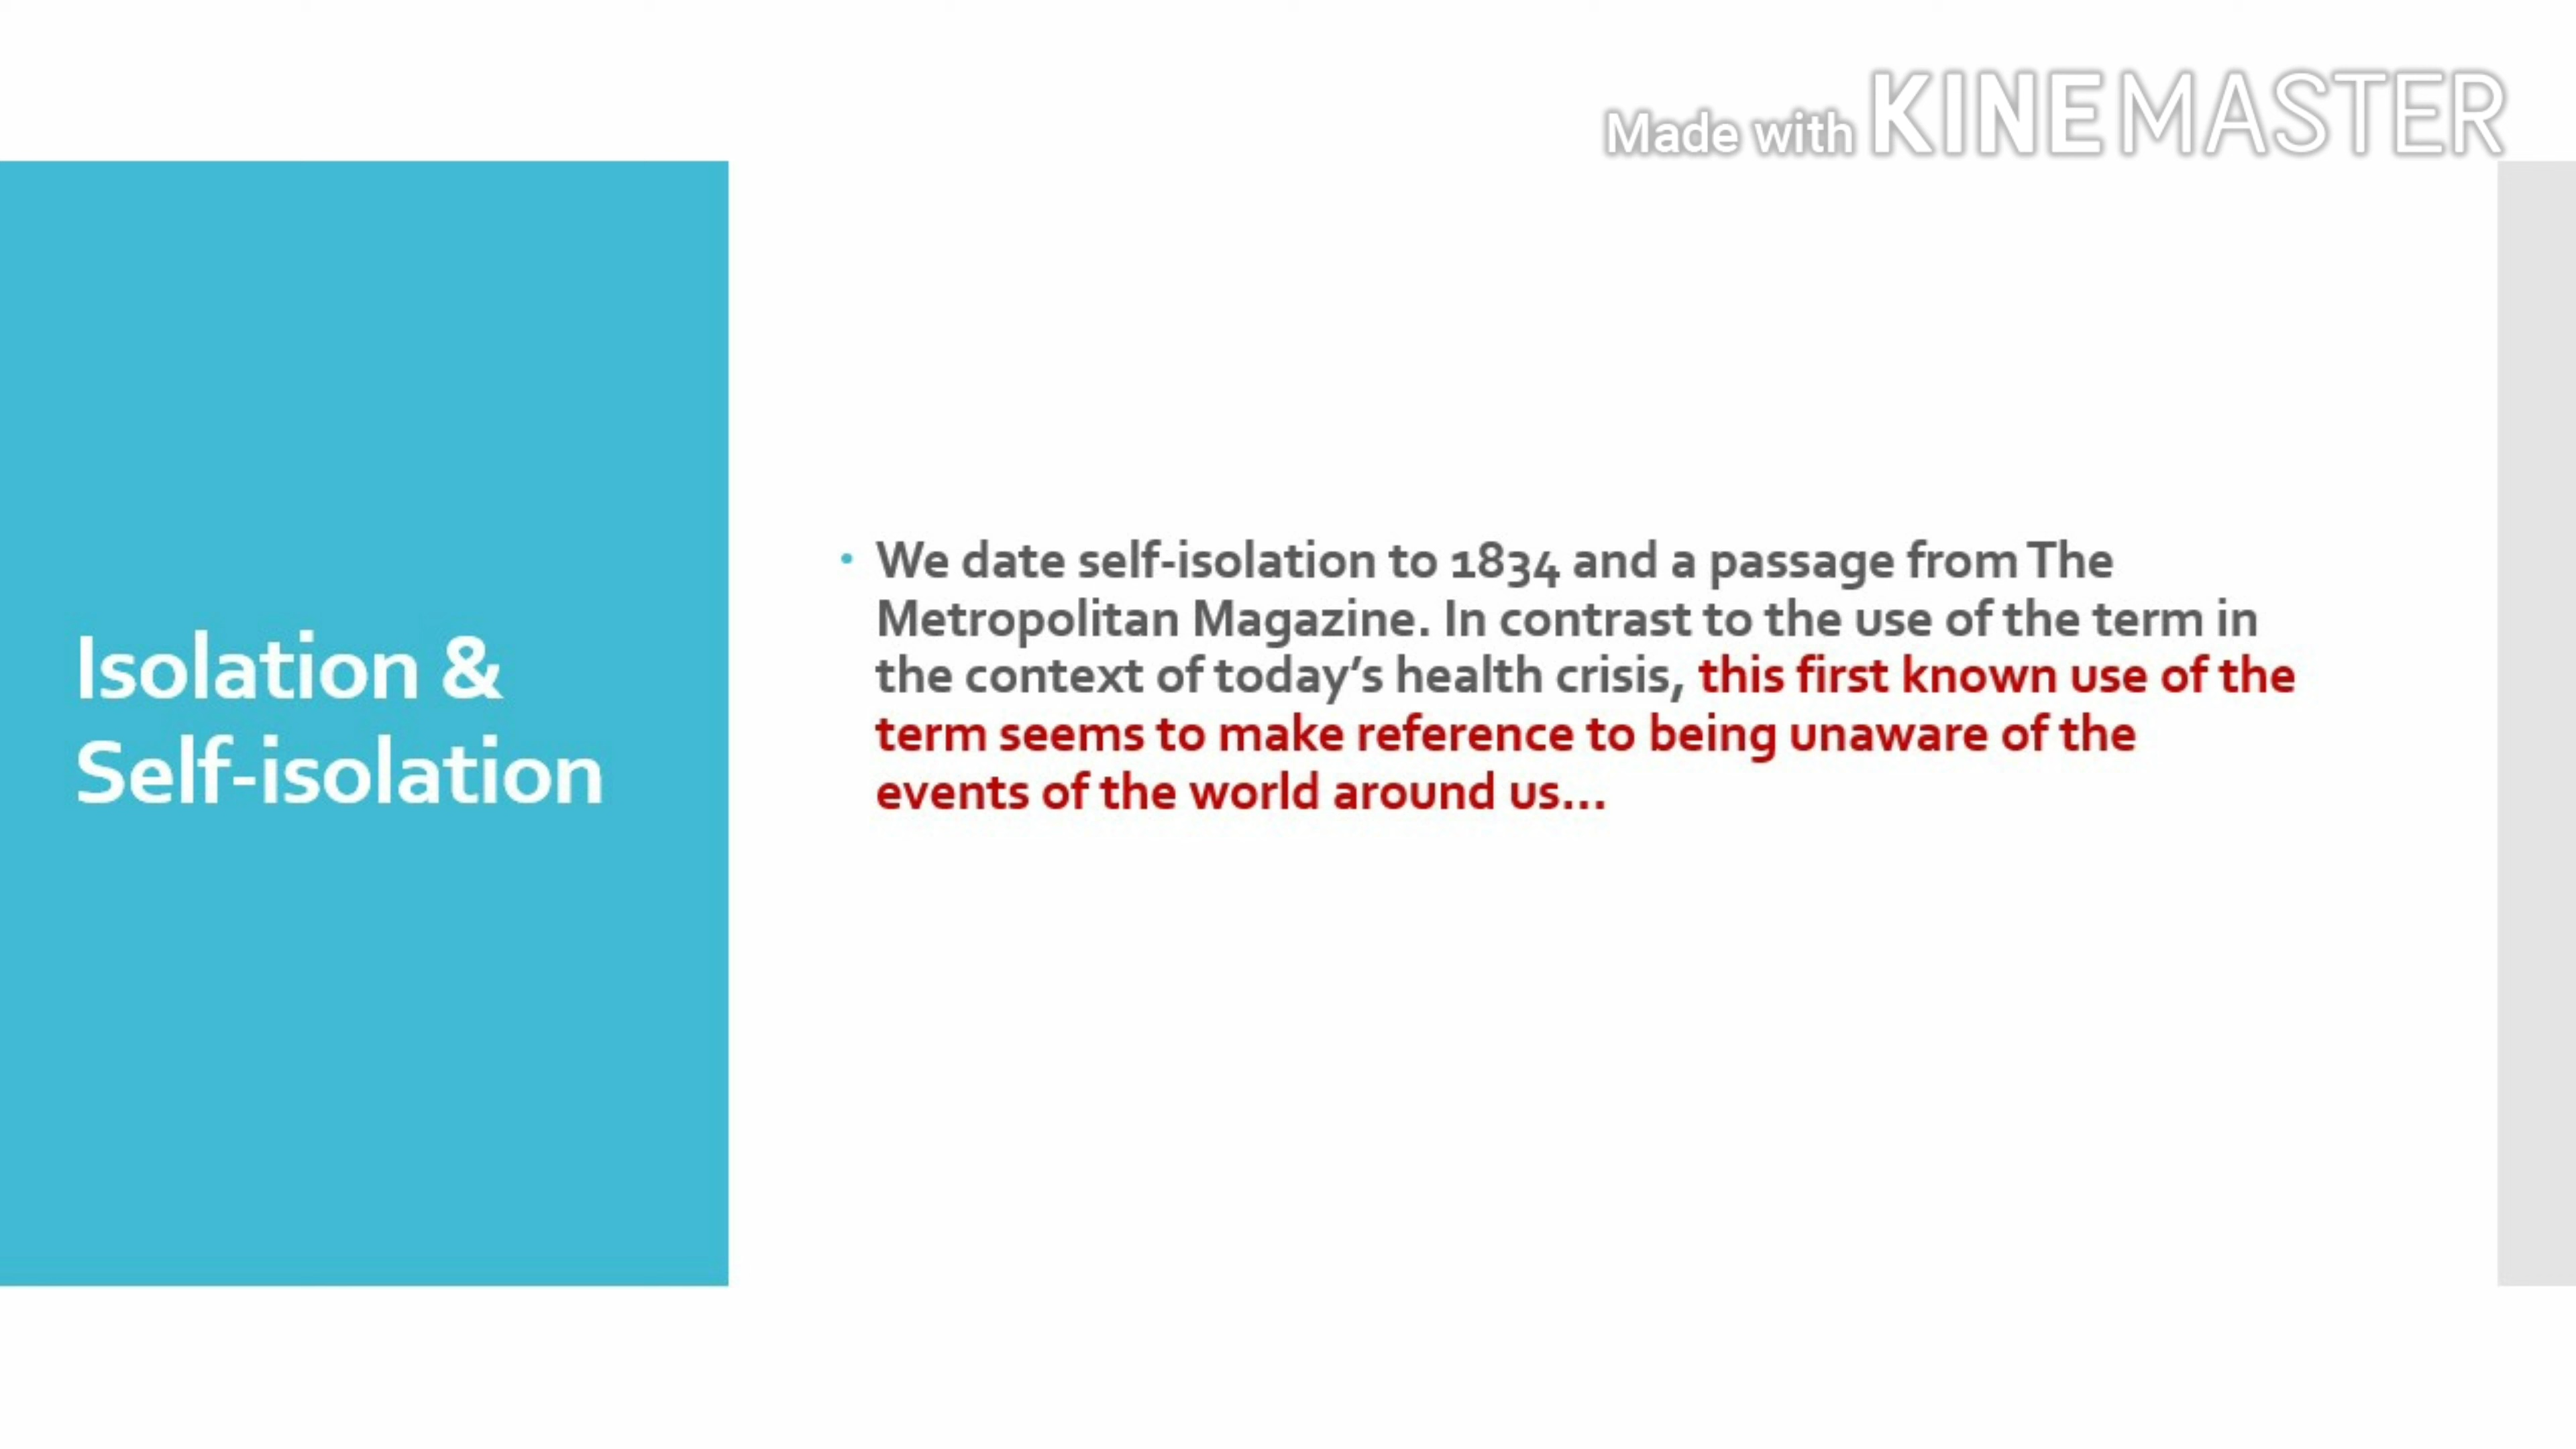 Made with KINEMASTER
Isolation &
Self-isolation
• We date self-isolation to 1834 and a passage from The
Metropolitan Magazine. In contrast to the use of the term in
the context of today’s health crisis, this first known use of the
term seems to make reference to being unaware of the
events of the world around us...